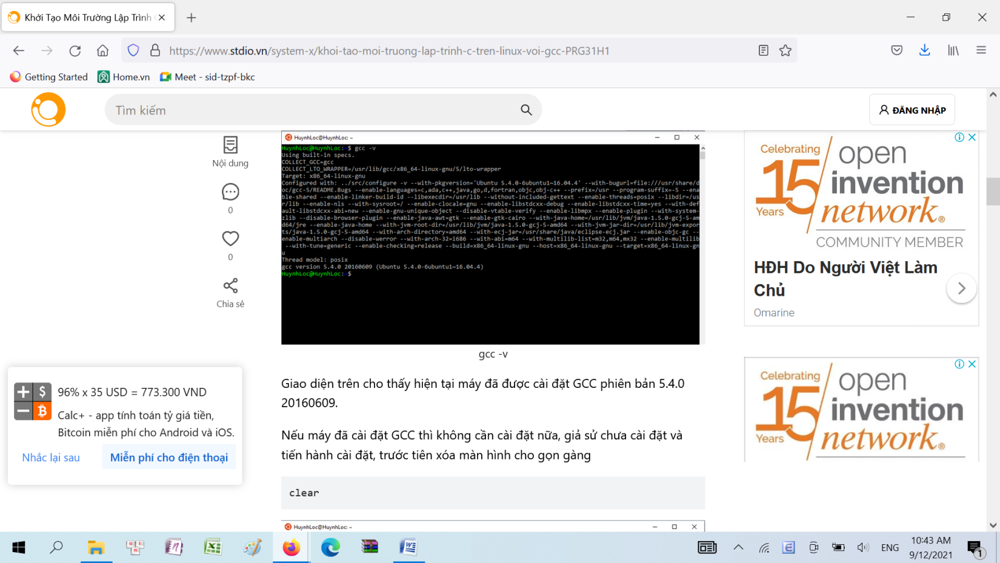 Khởi Tạo Môi Trường Lập Trình
https://www.stdio.vn/system-x/khoi-tao-moi-truong-lap-trinh-c-tren-linux-voi-gcc-PRG31H1
Getting Started
Home.vn
Meet - sid-tzpf-bkc
Tìm kiếm
ĐĂNG NHẬP
Nội dung
0
0
Chia sẻ
HuynhLoc@HuynhLoc: ~
HuynhLoc@HuynhLoc:~$ gcc -v
Using built-in specs.
COLLECT_GCC=gcc
COLLECT_LTO_WRAPPER=/usr/lib/gcc/x86_64-linux-gnu/5/lto-wrapper
Target: x86_64-linux-gnu
Configured with: ../src/configure -v --with-pkgversion='Ubuntu 5.4.0-6ubuntu1~16.04.4' --with-bugurl=file:///usr/share/d
oc/gcc-5/README.Bugs --enable-languages=c,ada,c++,java,go,d,fortran,objc,obj-c++ --prefix=/usr --program-suffix=-5 --ena
ble-shared --enable-linker-build-id --libexecdir=/usr/lib --without-included-gettext --enable-threads=posix --libdir=/us
r/lib --enable-nls --with-sysroot=/ --enable-clocale=gnu --enable-libstdcxx-debug --enable-libstdcxx-time=yes --with-def
ault-libstdcxx-abi=new --enable-gnu-unique-object --disable-vtable-verify --enable-libmpx --enable-plugin --with-system-
zlib --disable-browser-plugin --enable-java-awt=gtk --enable-gtk-cairo --with-java-home=/usr/lib/jvm/java-1.5.0-gcj-5-am
d64/jre --enable-java-home --with-jvm-root-dir=/usr/lib/jvm/java-1.5.0-gcj-5-amd64 --with-jvm-jar-dir=/usr/lib/jvm-expor
ts/java-1.5.0-gcj-5-amd64 --with-arch-directory=amd64 --with-ecj-jar=/usr/share/java/eclipse-ecj.jar --enable-objc-gc --
enable-multiarch --disable-werror --with-arch-32=i686 --with-abi=m64 --with-multilib-list=m32,m64,mx32 --enable-multilib
--with-tune=generic --enable-checking=release --build=x86_64-linux-gnu --host=x86_64-linux-gnu --target=x86_64-linux-gn
u
Thread model: posix
gcc version 5.4.0 20160609 (Ubuntu 5.4.0-6ubuntu1~16.04.4)
HuynhLoc@HuynhLoc:~$
gcc -v
Giao diện trên cho thấy hiện tại máy đã được cài đặt GCC phiên bản 5.4.0
20160609.
Nếu máy đã cài đặt GCC thì không cần cài đặt nữa, giả sử chưa cài đặt và
tiến hành cài đặt, trước tiên xóa màn hình cho gọn gàng
clear
HuynhLoc@HuynhLoc: ~
Celebrating
15
Years
open
invention
network®
COMMUNITY MEMBER
HĐH Do Người Việt Làm
Chủ
Omarine
Celebrating
15
Years
open
invention
network®
96% x 35 USD = 773.300 VND
Calc+ - app tính toán tỷ giá tiền,
Bitcoin miễn phí cho Android và iOS.
Nhắc lại sau
Miễn phí cho điện thoại
ENG
10:43 AM
9/12/2021
1